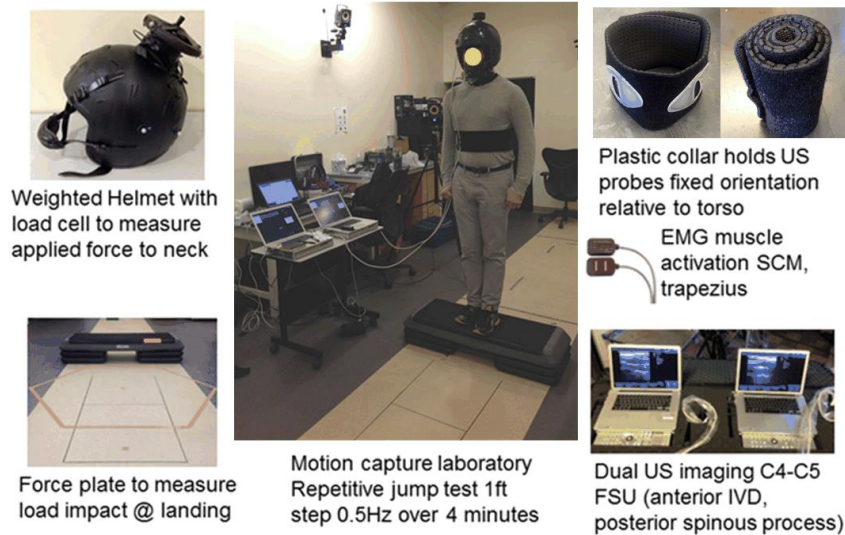 Weighted Helmet with
load cell to measure
applied force to neck
Force plate to measure
load impact @ landing
Motion capture laboratory
Repetitive jump test 1ft
step 0.5Hz over 4 minutes
Plastic collar holds US
probes fixed orientation
relative to torso
EMG muscle
activation SCM,
trapezius
Dual US imaging C4-C5
FSU (anterior IVD,
posterior spinous process)